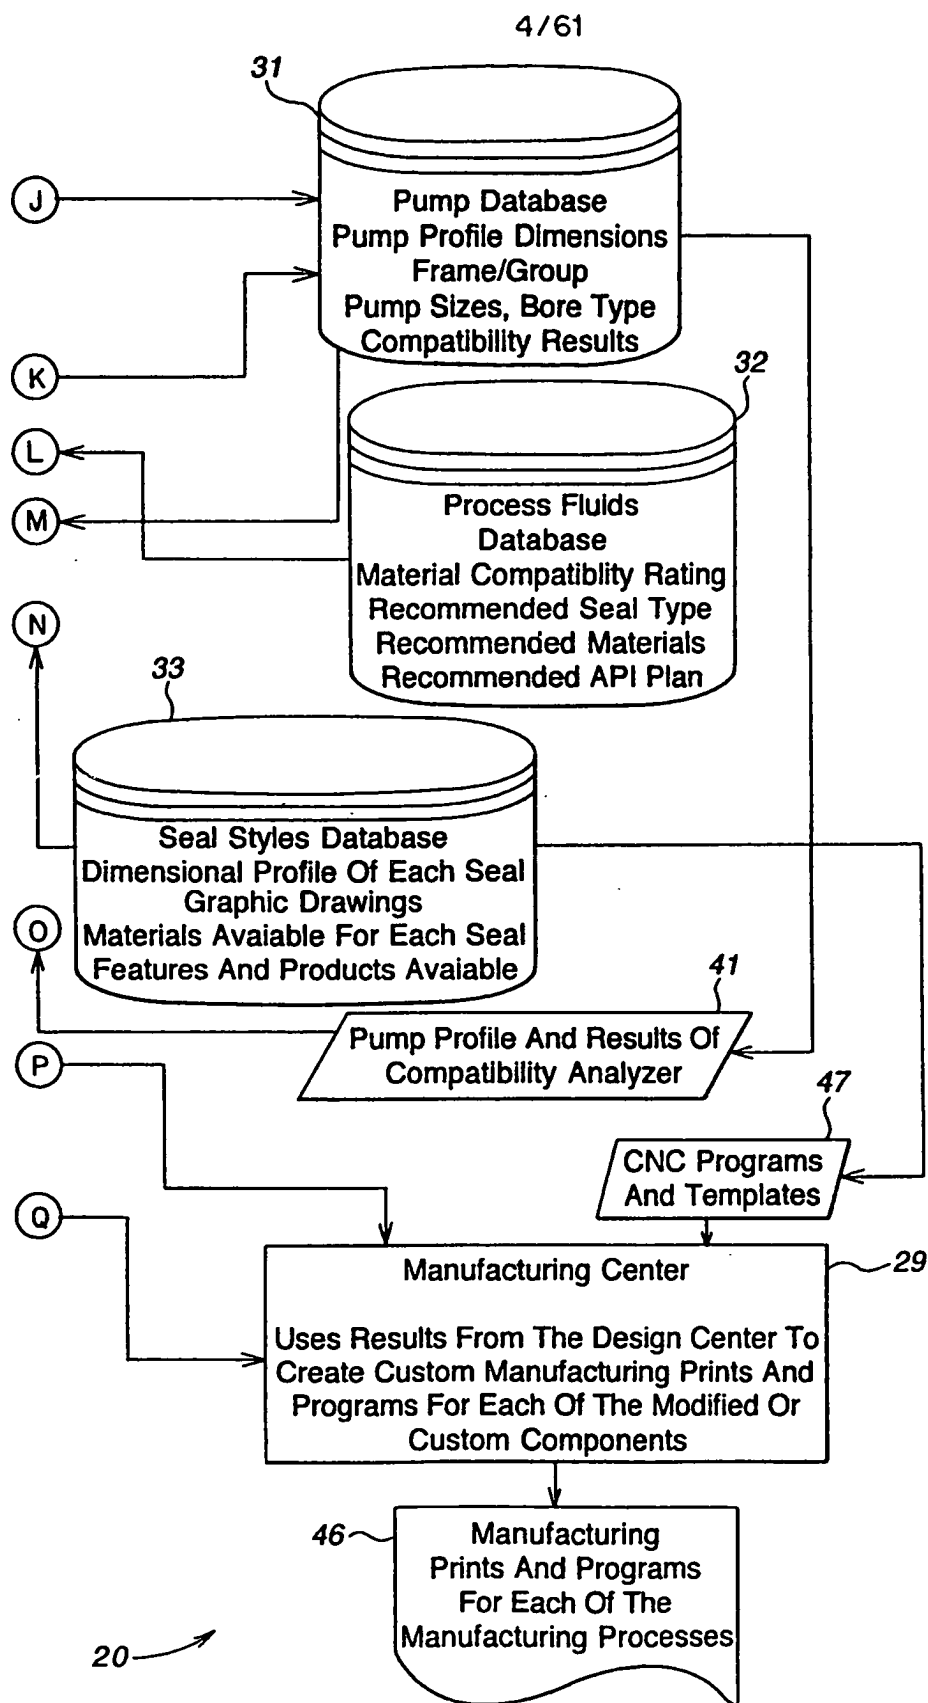 4/61
31
J
Pump Database
Pump Profile Dimensions
Frame/Group
Pump Sizes, Bore Type
Compatibility Results
K
32
L
M
Process Fluids
Database
Material Compatiblity Rating
Recommended Seal Type
Recommended Materials
Recommended API Plan
N
33
Seal Styles Database
Dimensional Profile Of Each Seal
Graphic Drawings
Materials Avaiable For Each Seal
Features And Products Avaiable
O
41
Pump Profile And Results Of
Compatibility Analyzer
P
47
CNC Programs
And Templates
Q
29
Manufacturing Center
Uses Results From The Design Center To
Create Custom Manufacturing Prints And
Programs For Each Of The Modified Or
Custom Components
46
Manufacturing
Prints And Programs
For Each Of The
Manufacturing Processes
20